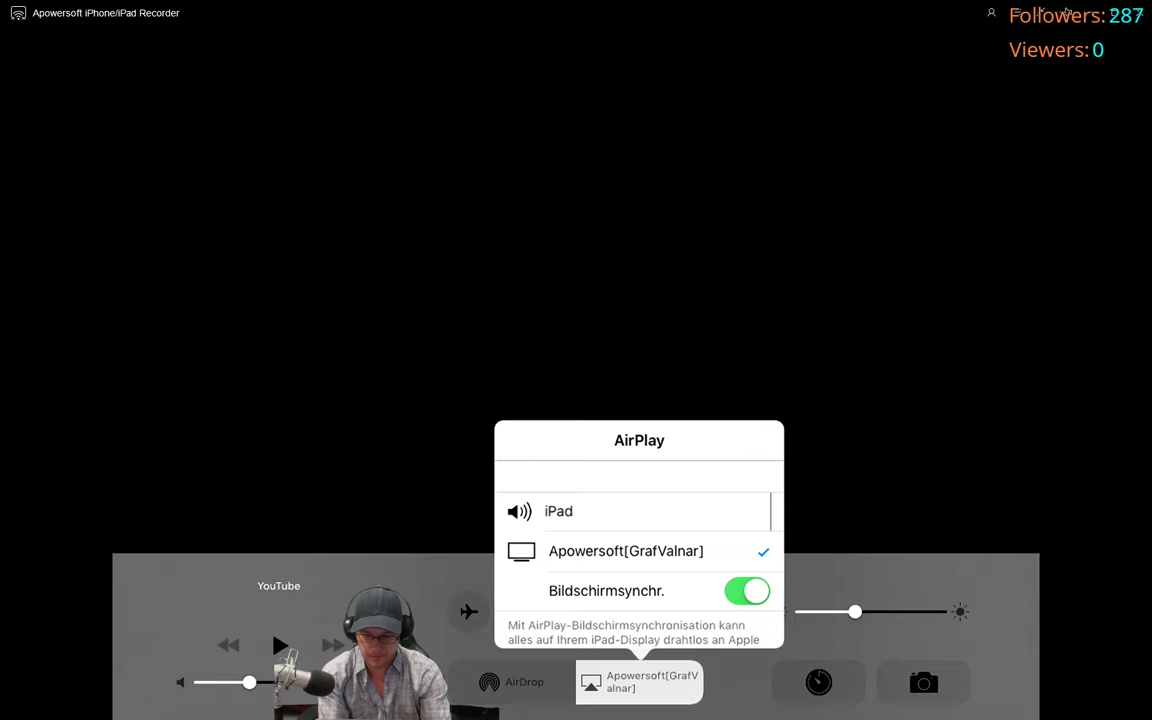 Apowersoft iPhone/iPad Recorder
Followers: 287
Viewers: 0
AirPlay
iPad
Apowersoft[GrafValnar]
Bildschirmsynchr.
Mit AirPlay-Bildschirmsynchronisation kann
alles auf Ihrem iPad-Display drahtlos an Apple
YouTube
AirDrop
Apowersoft[GrafV
alnar]